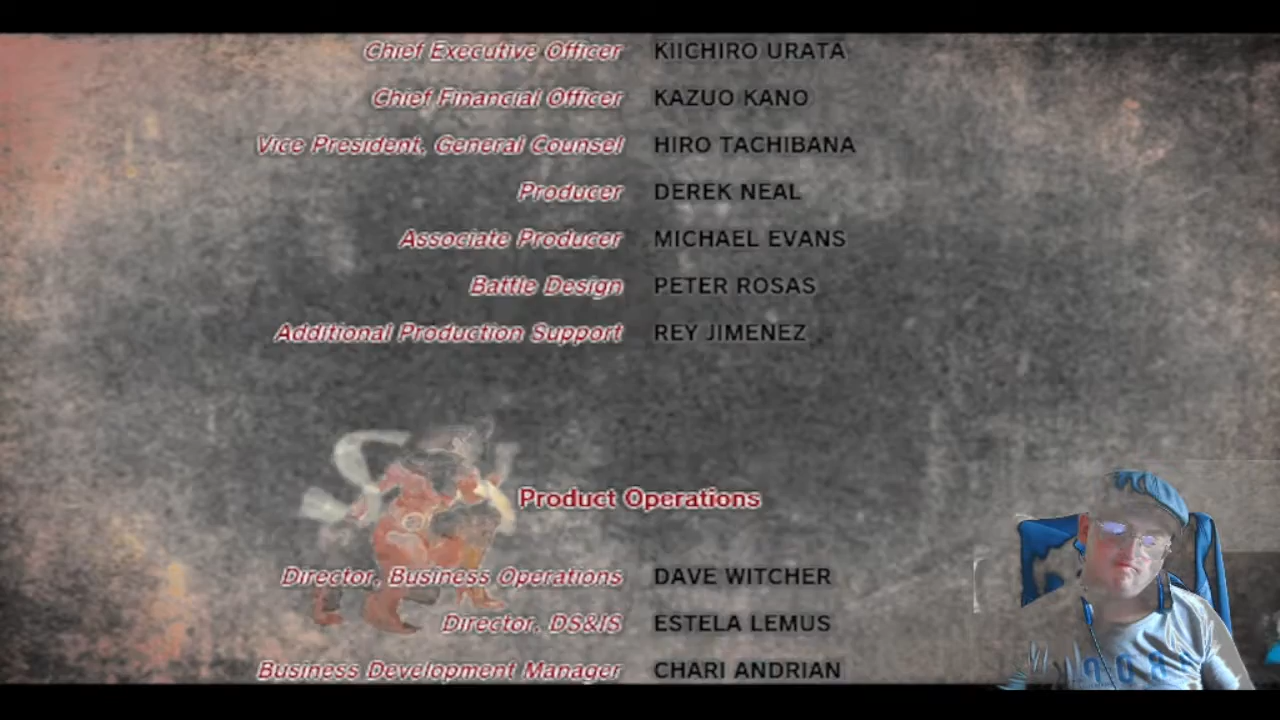 Chief Executive Officer KIICHIRO URATA
Chief Financial Officer KAZUO KANO
Vice President, General Counsel HIRO TACHIBANA
Producer DEREK NEAL
Associate Producer MICHAEL EVANS
Battle Design PETER ROSAS
Additional Production Support REY JIMENEZ
Product Operations
Director, Business Operations DAVE WITCHER
Director, DS&IS ESTELA LEMUS
Business Development Manager CHARI ANDRIAN